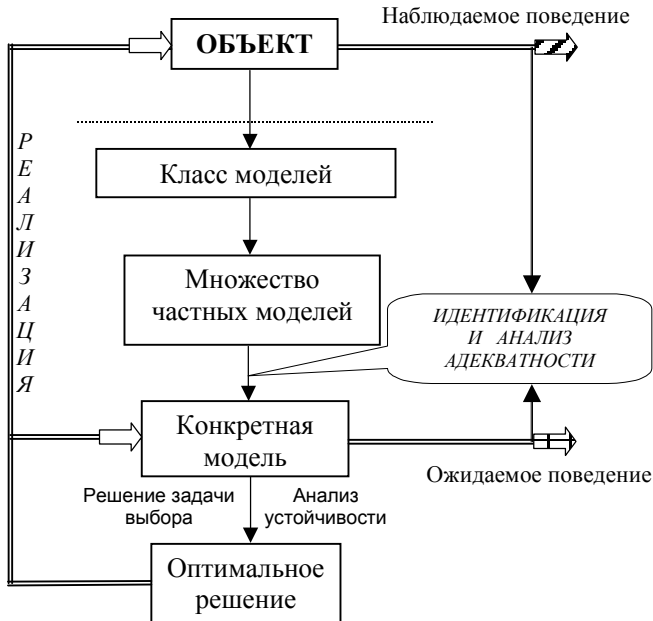 Наблюдаемое поведение
ОБЪЕКТ
РЕАЛИЗАЦИЯ
Класс моделей
Множество
частных моделей
ИДЕНТИФИКАЦИЯ
И АНАЛИЗ
АДЕКВАТНОСТИ
Конкретная
модель
Ожидаемое поведение
Решение задачи
выбора
Анализ
устойчивости
Оптимальное
решение